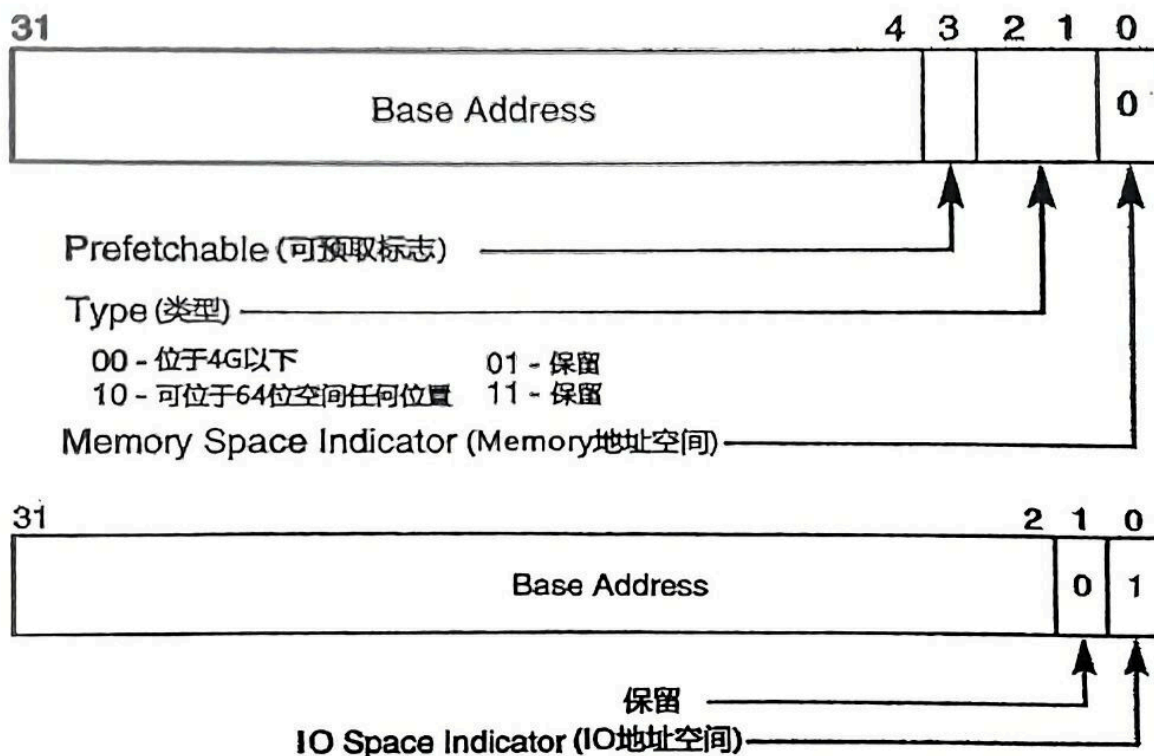 31 4 3 2 1 0
Base Address 0
Prefetchable (可预取标志)
Type (类型)
00 - 位于4G以下 01 - 保留
10 - 可位于64位空间任何位置 11 - 保留
Memory Space Indicator (Memory地址空间)
31 2 1 0
Base Address 0 1
保留
IO Space Indicator (IO地址空间)